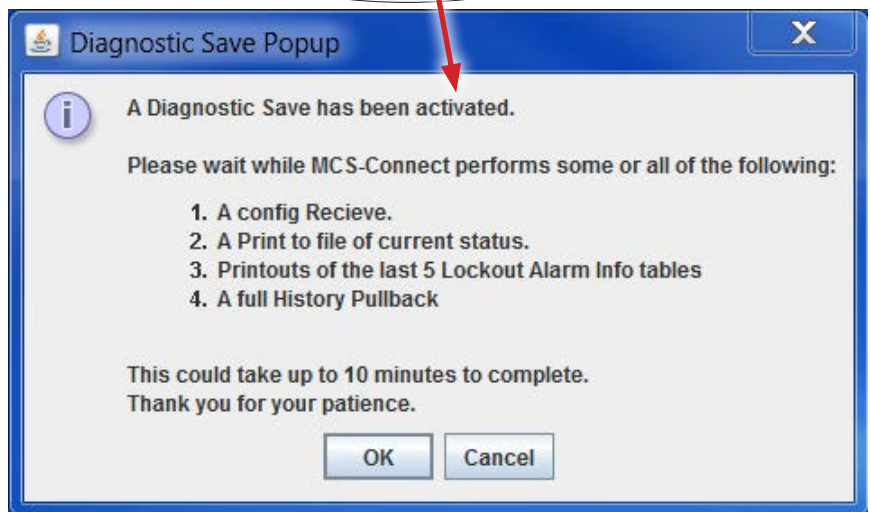 Diagnostic Save Popup
A Diagnostic Save has been activated.
Please wait while MCS-Connect performs some or all of the following:
1. A config Recieve.
2. A Print to file of current status.
3. Printouts of the last 5 Lockout Alarm Info tables
4. A full History Pullback
This could take up to 10 minutes to complete.
Thank you for your patience.
OK Cancel